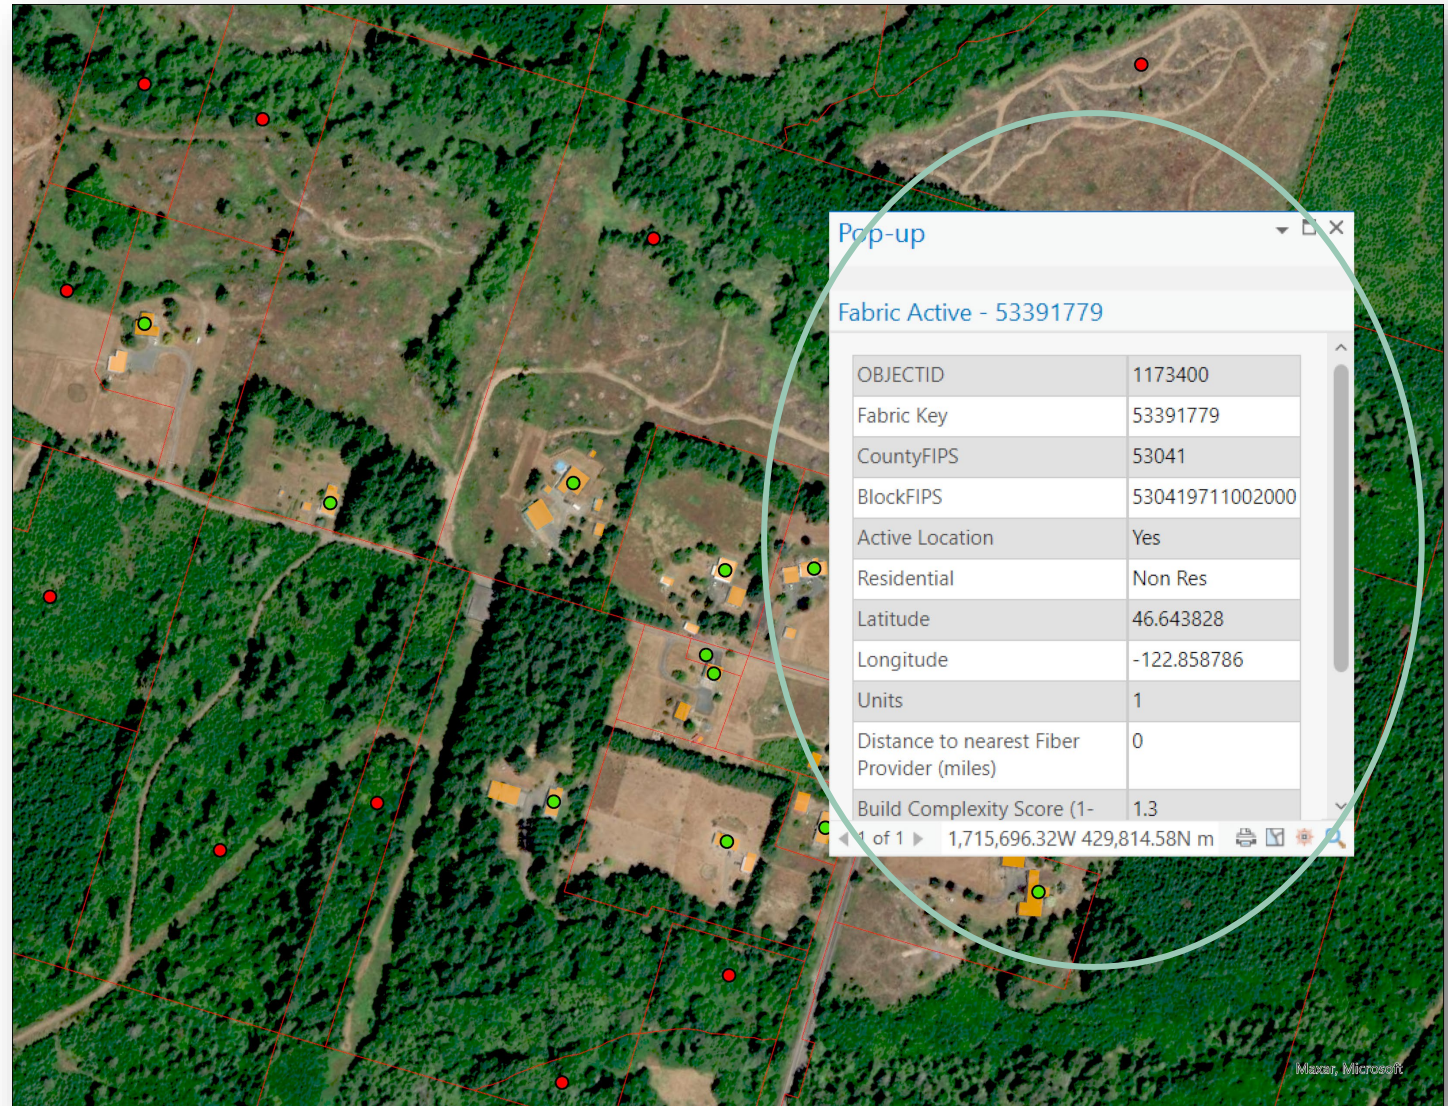 Pop-up
Fabric Active - 53391779
OBJECTID 1173400
Fabric Key 53391779
CountyFIPS 53041
BlockFIPS 530419711002000
Active Location Yes
Residential Non Res
Latitude 46.643828
Longitude -122.858786
Units 1
Distance to nearest Fiber 0
Provider (miles)
Build Complexity Score (1- 1.3
1 of 1 1,715,696.32W 429,814.58N m
Maxar, Microsoft